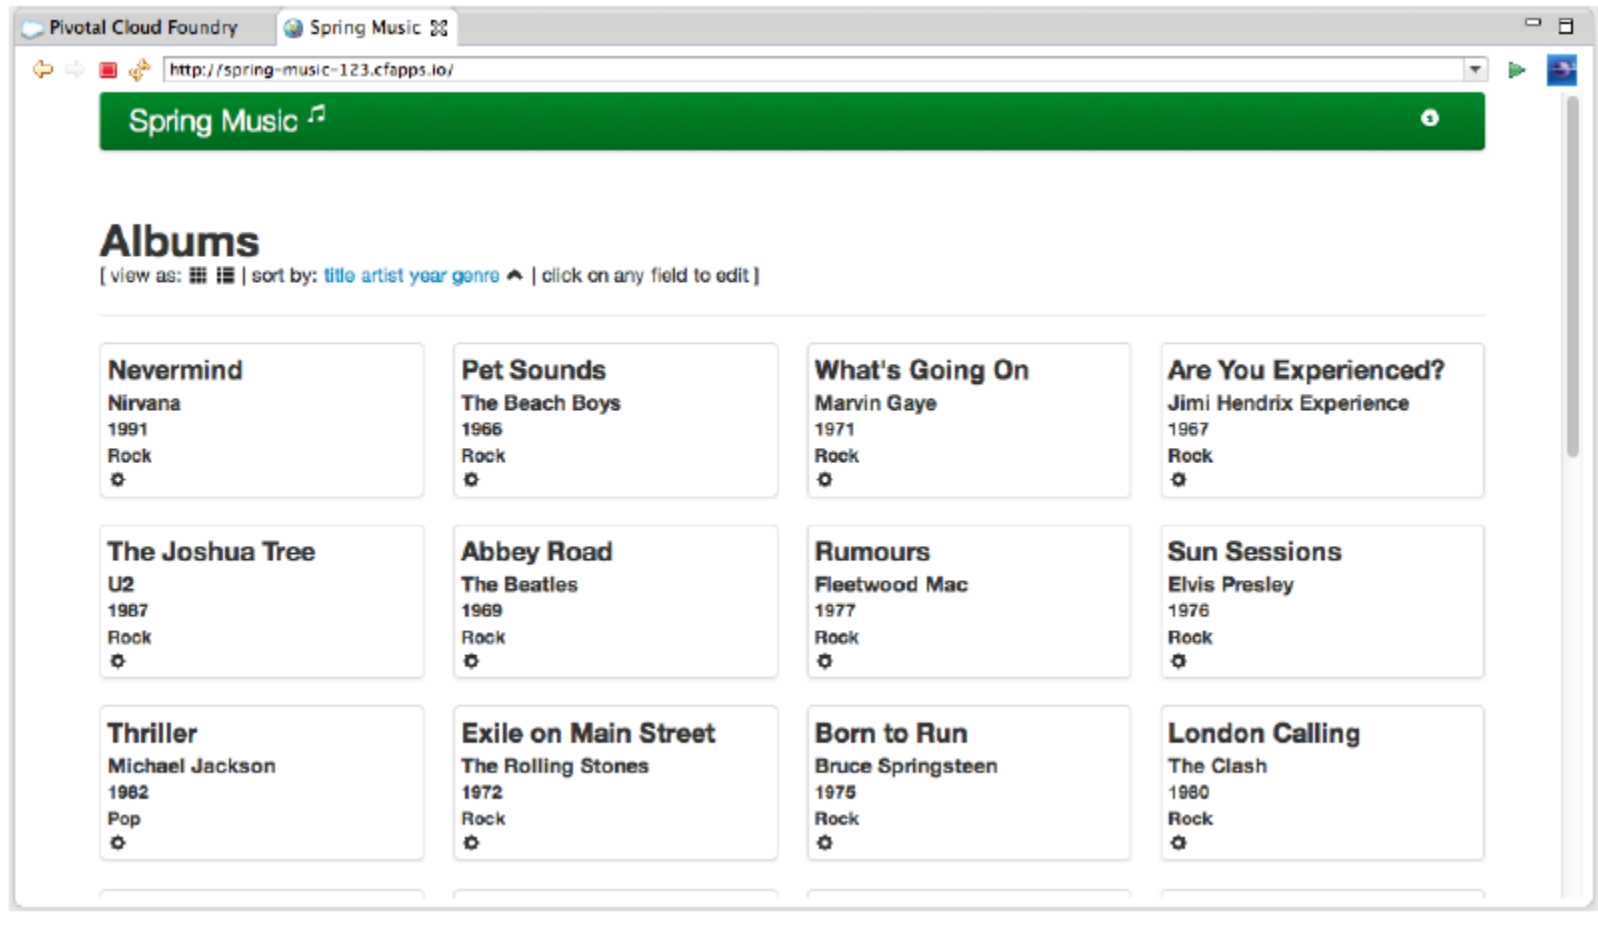 Pivotal Cloud Foundry
Spring Music
http://spring-music-123.cfapps.io/
Spring Music
Albums
[ view as: | sort by: title artist year genre | click on any field to edit ]
Nevermind
Nirvana
1991
Rock
Pet Sounds
The Beach Boys
1966
Rock
What's Going On
Marvin Gaye
1971
Rock
Are You Experienced?
Jimi Hendrix Experience
1967
Rock
The Joshua Tree
U2
1987
Rock
Abbey Road
The Beatles
1969
Rock
Rumours
Fleetwood Mac
1977
Rock
Sun Sessions
Elvis Presley
1976
Rock
Thriller
Michael Jackson
1982
Pop
Exile on Main Street
The Rolling Stones
1972
Rock
Born to Run
Bruce Springsteen
1975
Rock
London Calling
The Clash
1980
Rock